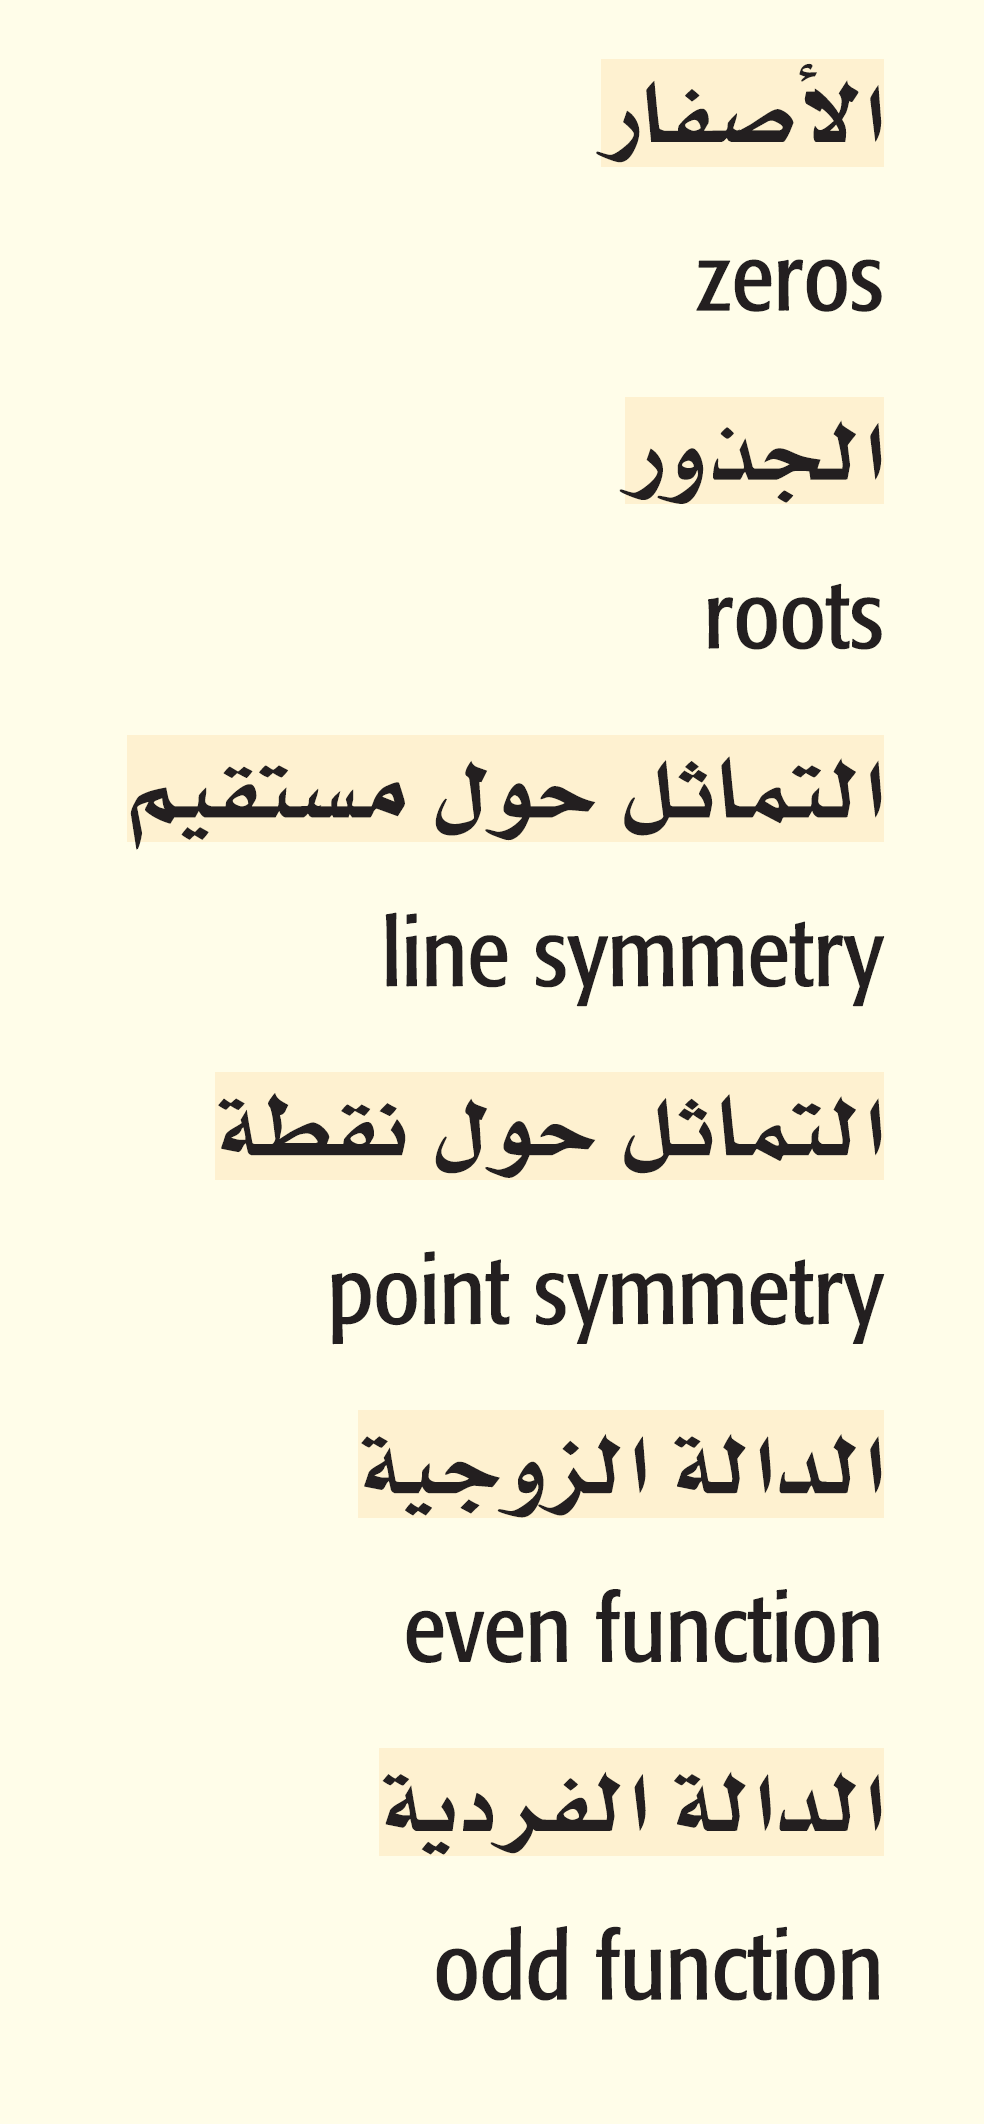 الأصفار
zeros
الجذور
roots
التماثل حول مستقيم
line symmetry
التماثل حول نقطة
point symmetry
الدالة الزوجية
even function
الدالة الفردية
odd function